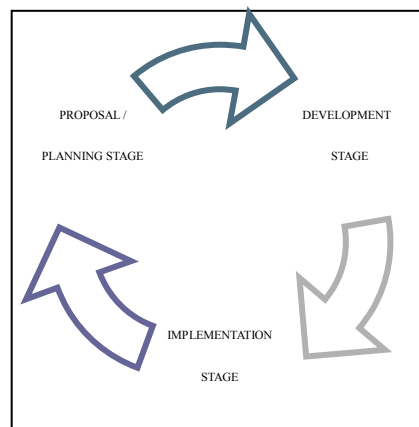 PROPOSAL /
PLANNING STAGE
DEVELOPMENT
STAGE
IMPLEMENTATION
STAGE